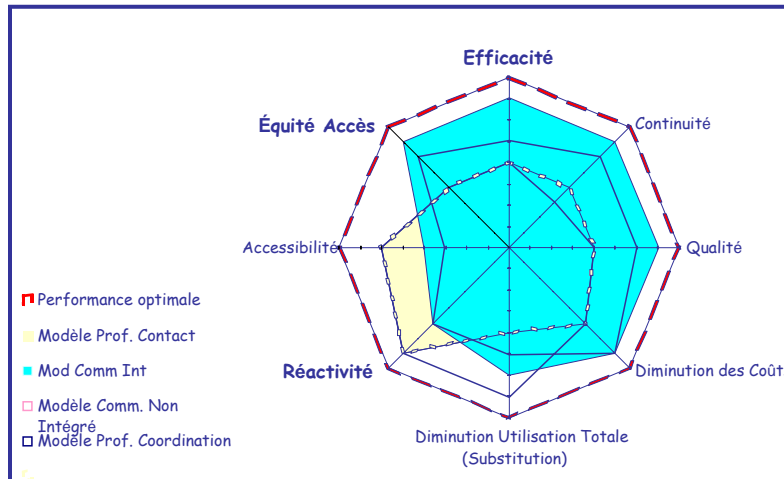 Efficacité
Équité Accès
Continuité
Accessibilité
Qualité
Performance optimale
Modèle Prof. Contact
Mod Comm Int
Réactivité
Diminution des Coût
Modèle Comm. Non
Intégré
Modèle Prof. Coordination
Diminution Utilisation Totale
(Substitution)